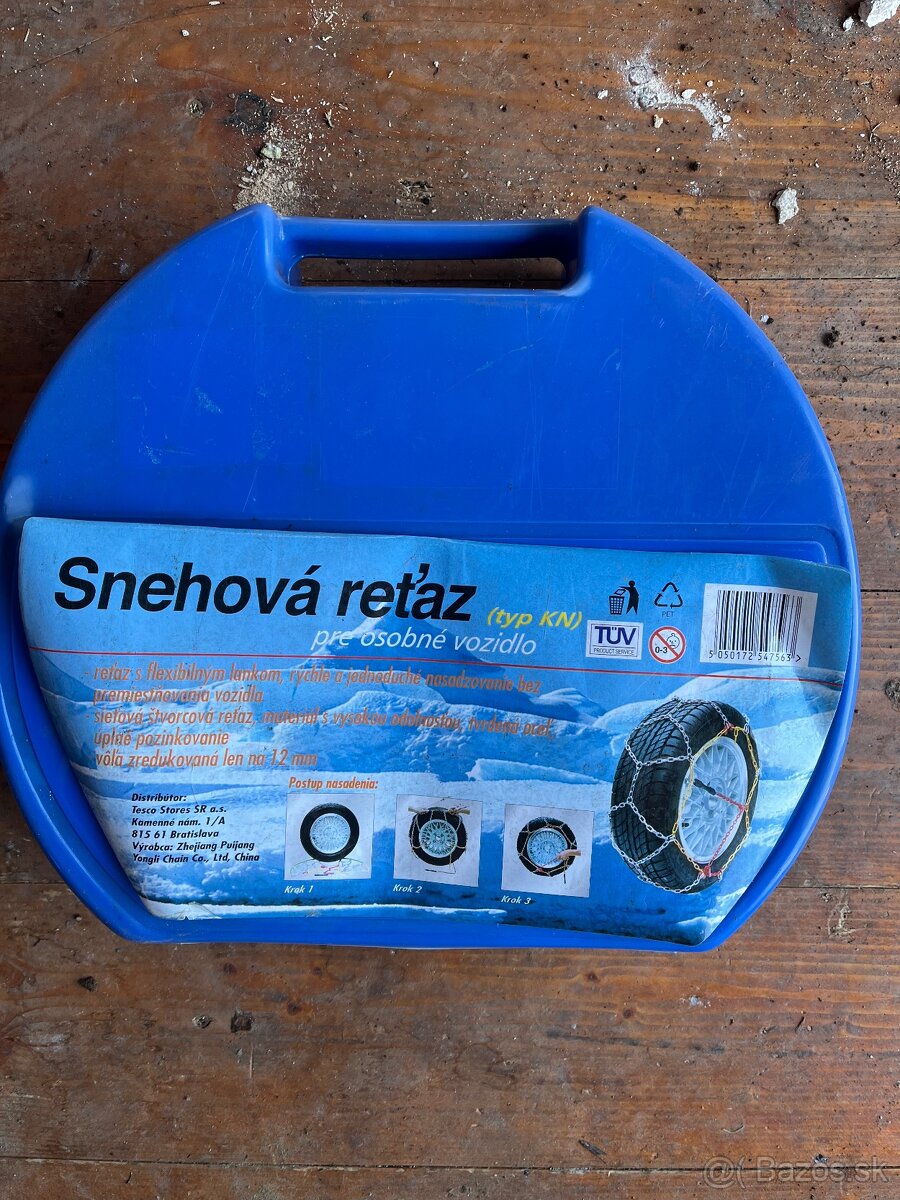 Snehová reťaz (typ KN)
pre osobné vozidlo
PET
TÜV
PRODUCT SERVICE
0-3
5 050172 547563 >
- reťaz s flexibilným lankom, rýchle a jednoduché nasadzovanie bez
premiestňovania vozidla
sieťová štvorcová reťaz, materiál s vysokou odolnosťou, tvrdená oceľ,
úplné pozinkovanie
vôľa zredukovaná len na 12 mm
Distribútor:
Tesco Stores SR a.s.
Kamenné nám. 1/A
815 61 Bratislava
Výrobca: Zhejiang Pujiang
Yongli Chain Co., Ltd, China
Postup nasadenia:
Krok 1
Krok 2
Krok 3
@( Bazos.sk